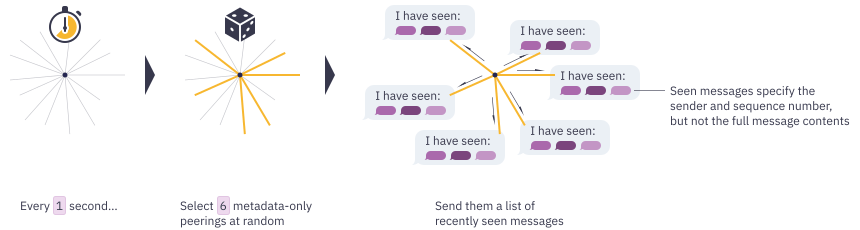 I have seen:
I have seen:
I have seen:
I have seen:
I have seen:
I have seen:
Seen messages specify the
sender and sequence number,
but not the full message contents
Every 1 second...
Select 6 metadata-only
peerings at random
Send them a list of
recently seen messages